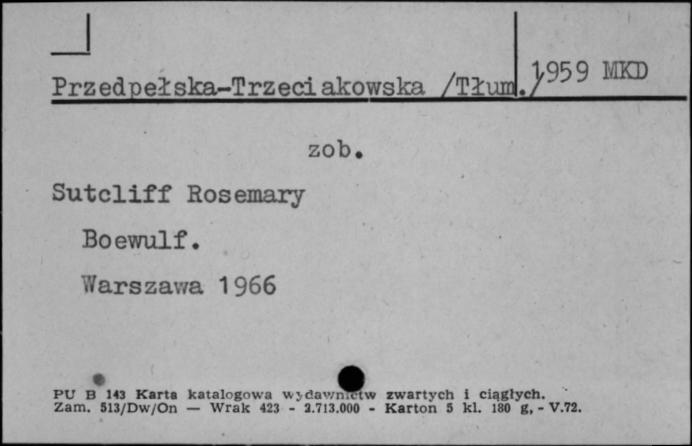 Przedpełska-Trzeciakowska /Tłum./
1959 MKD
zob.
Sutcliff Rosemary
Boewulf.
Warszawa 1966
PU B 143 Karta katalogowa wydawnictw zwartych i ciągłych.
Zam. 513/Dw/On — Wrak 423 - 2.713.000 - Karton 5 kl. 180 g, - V.72.